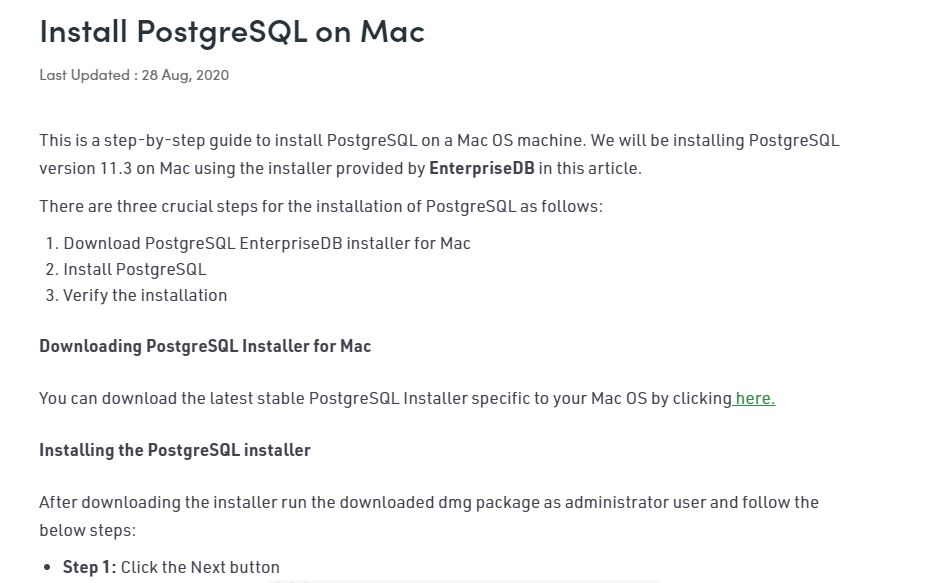 Install PostgreSQL on Mac
Last Updated : 28 Aug, 2020
This is a step-by-step guide to install PostgreSQL on a Mac OS machine. We will be installing PostgreSQL
version 11.3 on Mac using the installer provided by EnterpriseDB in this article.
There are three crucial steps for the installation of PostgreSQL as follows:
1. Download PostgreSQL EnterpriseDB installer for Mac
2. Install PostgreSQL
3. Verify the installation
Downloading PostgreSQL Installer for Mac
You can download the latest stable PostgreSQL Installer specific to your Mac OS by clicking here.
Installing the PostgreSQL installer
After downloading the installer run the downloaded dmg package as administrator user and follow the
below steps:
• Step 1: Click the Next button